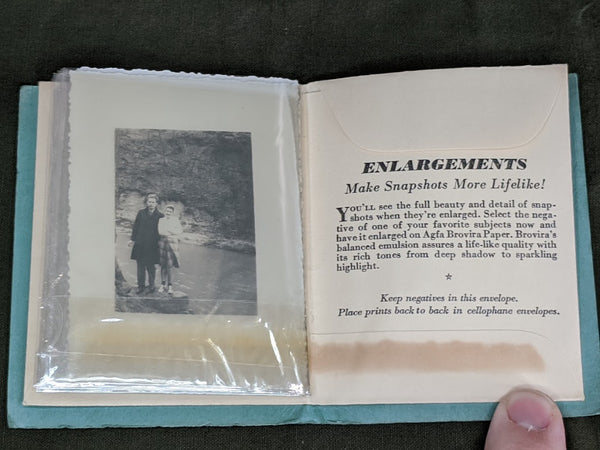 ENLARGEMENTS
Make Snapshots More Lifelike!
YOU'LL see the full beauty and detail of snap-
shots when they're enlarged. Select the nega-
tive of one of your favorite subjects now and
have it enlarged on Agfa Brovira Paper. Brovira's
balanced emulsion assures a life-like quality with
its rich tones from deep shadow to sparkling
highlight.
*
Keep negatives in this envelope.
Place prints back to back in cellophane envelopes.